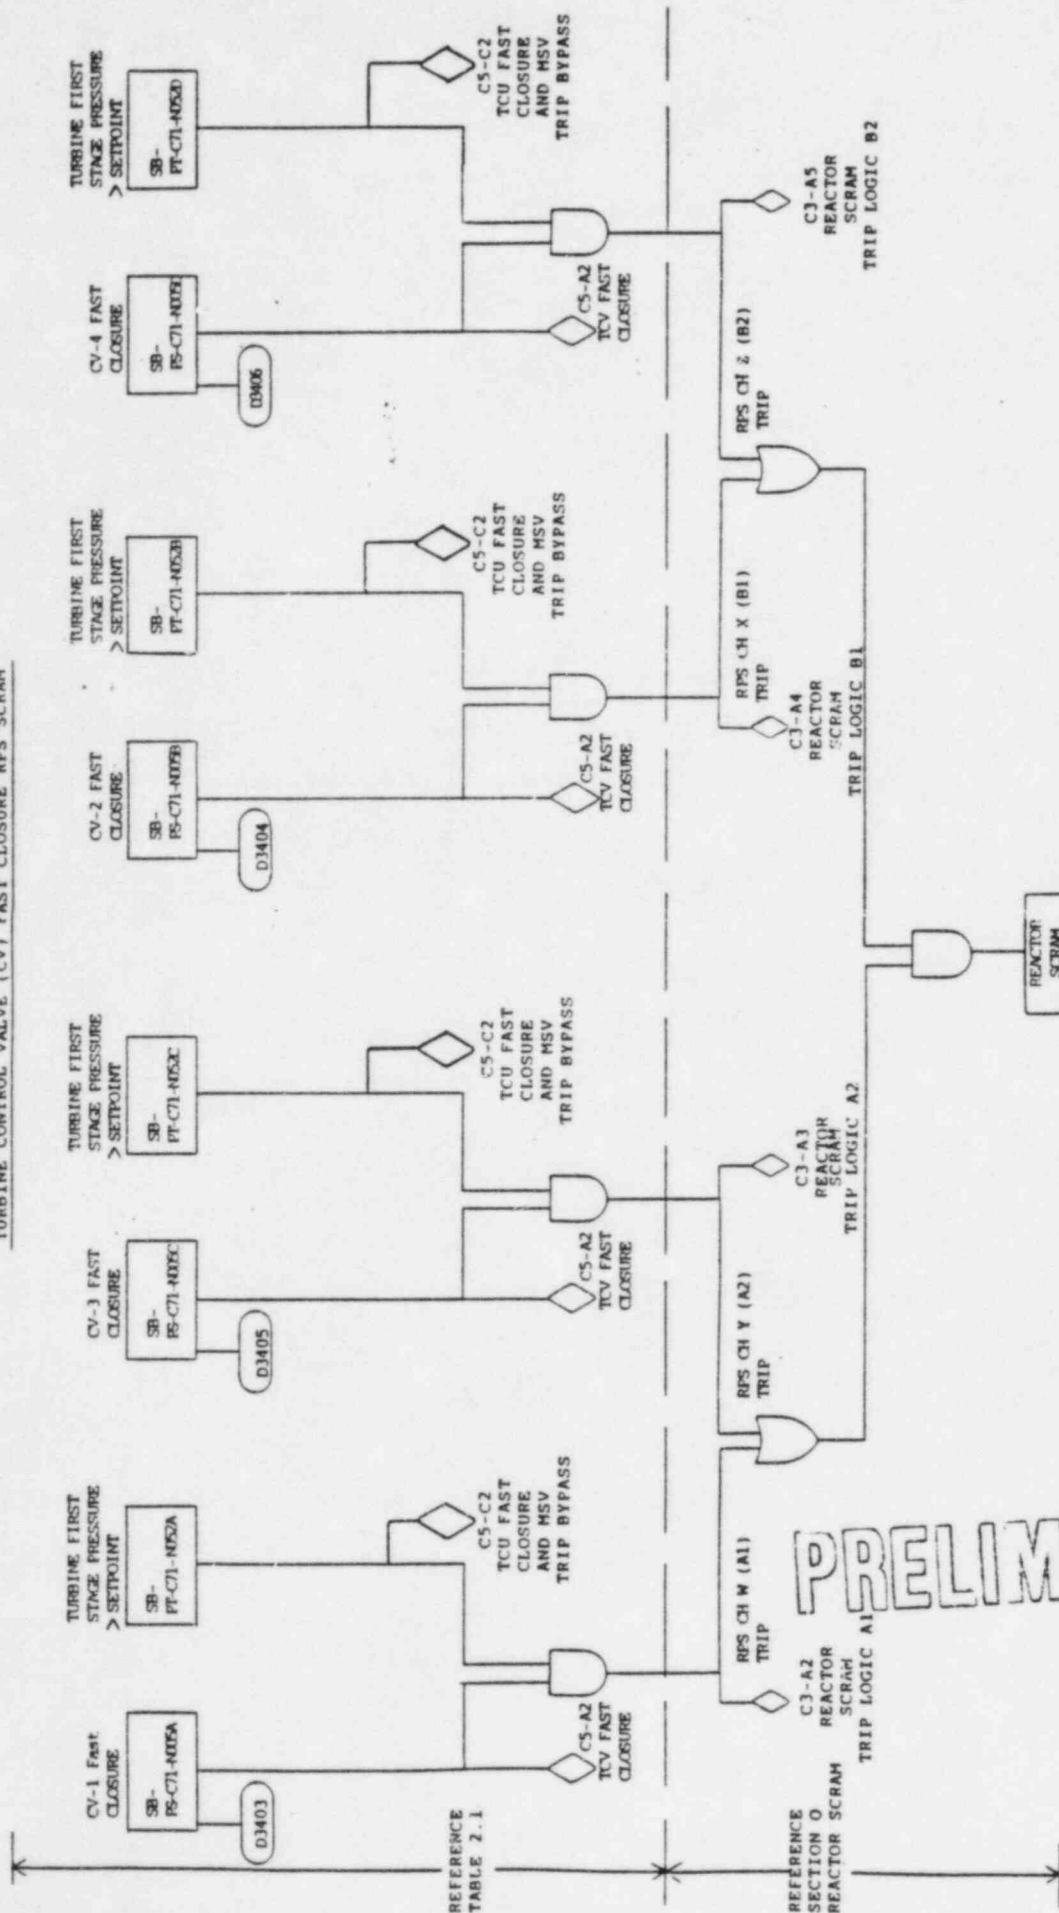 TURBINE CONTROL VALVE (CV) FAST CLOSURE RPS SCRAM
TURBINE FIRST
STAGE PRESSURE
> SETPOINT
SB-
PT-C71-N052D
C5-C2
TCU FAST
CLOSURE
AND MSV
TRIP BYPASS
CV-4 FAST
CLOSURE
SB-
PS-C71-N005D
D3406
C5-A2
TCV FAST
CLOSURE
C3-A5
REACTOR
SCRAM
TRIP LOGIC B2
RPS CH Z (B2)
TRIP
TURBINE FIRST
STAGE PRESSURE
> SETPOINT
SB-
PT-C71-N052B
C5-C2
TCU FAST
CLOSURE
AND MSV
TRIP BYPASS
CV-2 FAST
CLOSURE
SB-
PS-C71-N005B
D3404
C5-A2
TCV FAST
CLOSURE
RPS CH X (B1)
TRIP
C3-A4
REACTOR
SCRAM
TRIP LOGIC B1
TURBINE FIRST
STAGE PRESSURE
> SETPOINT
SB-
PT-C71-N052C
C5-C2
TCU FAST
CLOSURE
AND MSV
TRIP BYPASS
CV-3 FAST
CLOSURE
SB-
PS-C71-N005C
D3405
C5-A2
TCV FAST
CLOSURE
C3-A3
REACTOR
SCRAM
TRIP LOGIC A2
RPS CH Y (A2)
TRIP
TURBINE FIRST
STAGE PRESSURE
> SETPOINT
SB-
PT-C71-N052A
C5-C2
TCU FAST
CLOSURE
AND MSV
TRIP BYPASS
CV-1 Fast
CLOSURE
SB-
PS-C71-N005A
D3403
C5-A2
TCV FAST
CLOSURE
RPS CH W (A1)
TRIP
C3-A2
REACTOR
SCRAM
TRIP LOGIC A1
REACTOR
SCRAM
REFERENCE
TABLE 2.1
REFERENCE
SECTION O
REACTOR SCRAM
PRELIM